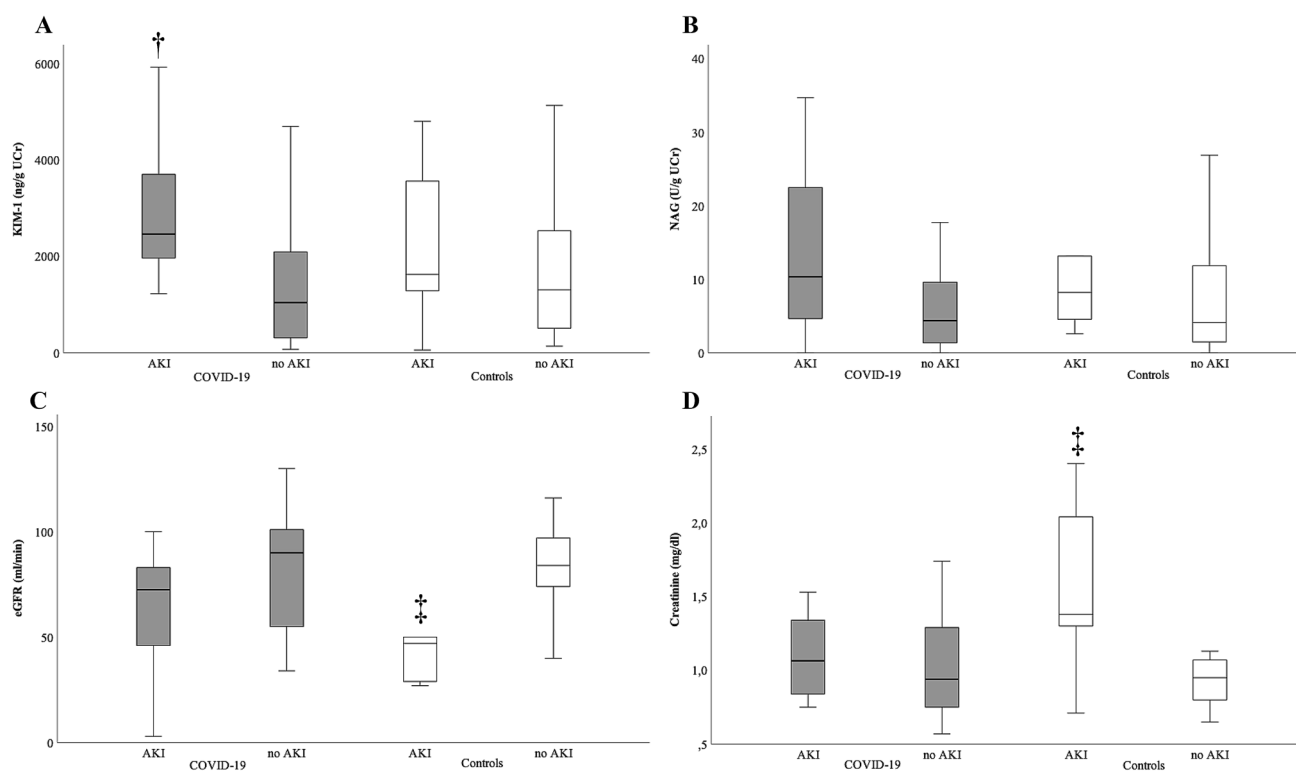 A
†
KIM-1 (ng/g UCr)
6000
4000
2000
0
AKI
no AKI
AKI
no AKI
COVID-19
Controls
B
NAG (U/g UCr)
40
30
20
10
0
AKI
no AKI
AKI
no AKI
COVID-19
Controls
C
eGFR (ml/min)
150
100
50
0
‡
AKI
no AKI
AKI
no AKI
COVID-19
Controls
D
Creatinine (mg/dl)
2,5
2,0
1,5
1,0
,5
‡
AKI
no AKI
AKI
no AKI
COVID-19
Controls